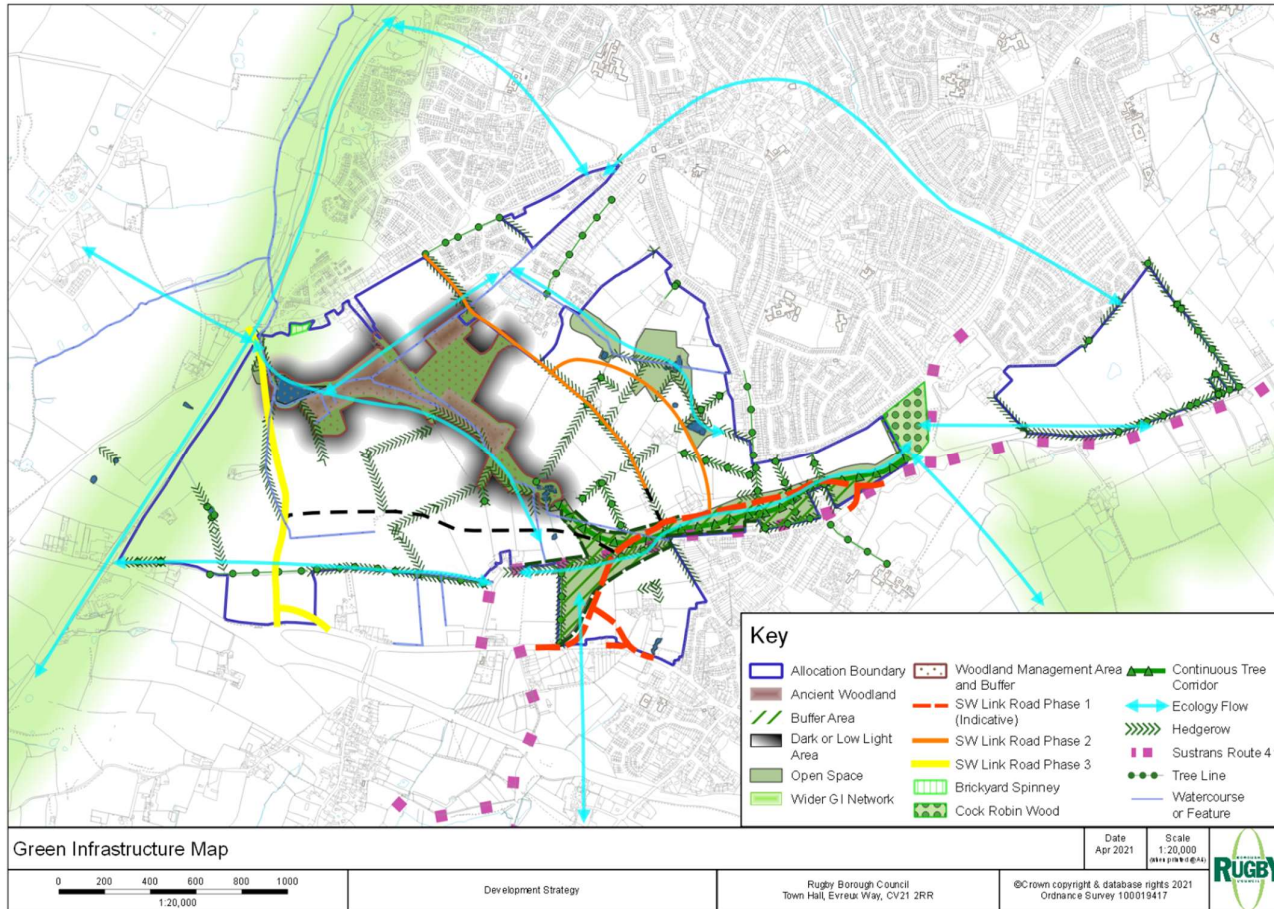 Key
Allocation Boundary
Ancient Woodland
Buffer Area
Dark or Low Light
Area
Open Space
Wider GI Network
Woodland Management Area
and Buffer
SW Link Road Phase 1
(Indicative)
SW Link Road Phase 2
SW Link Road Phase 3
Brickyard Spinney
Cock Robin Wood
Continuous Tree
Corridor
Ecology Flow
Hedgerow
Sustrans Route 4
Tree Line
Watercourse
or Feature
Green Infrastructure Map
Date
Apr 2021
Scale
1:20,000
(when printed @A4)
0 200 400 600 800 1000
1:20,000
Development Strategy
Rugby Borough Council
Town Hall, Evreux Way, CV21 2RR
©Crown copyright & database rights 2021
Ordnance Survey 100019417
BOROUGH
RUGBY
COUNCIL